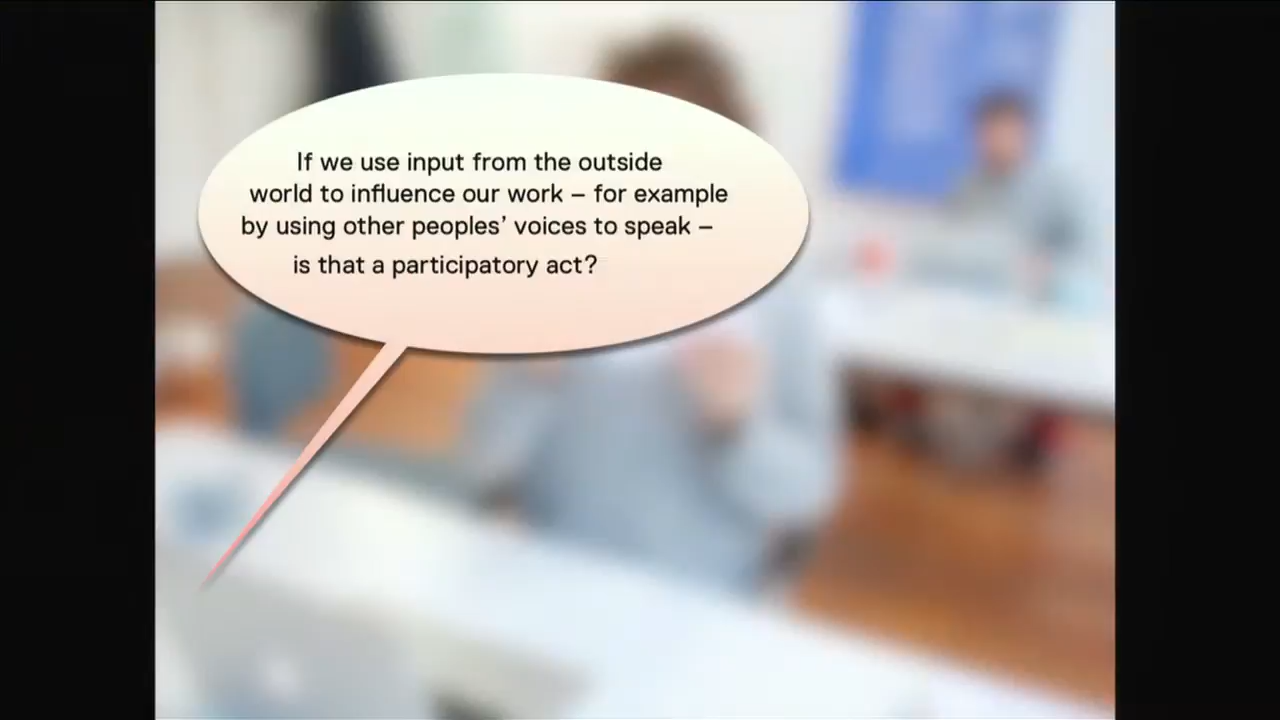 If we use input from the outside
world to influence our work – for example
by using other peoples’ voices to speak –
is that a participatory act?